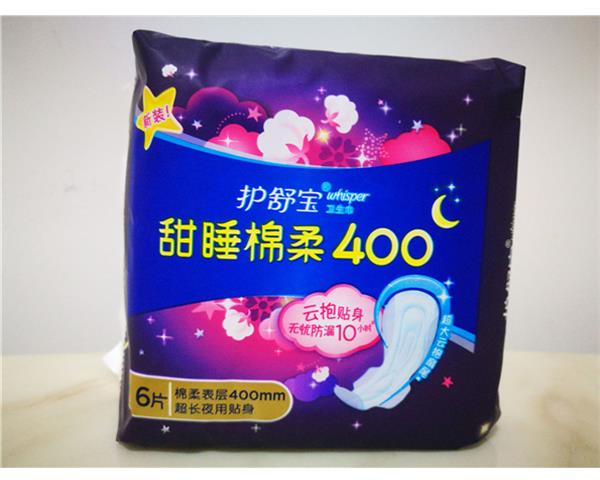 新装!
护舒宝® whisper
卫生巾
甜睡棉柔400
云抱贴身
无忧防漏10小时*
6片
棉柔表层400mm
超长夜用贴身